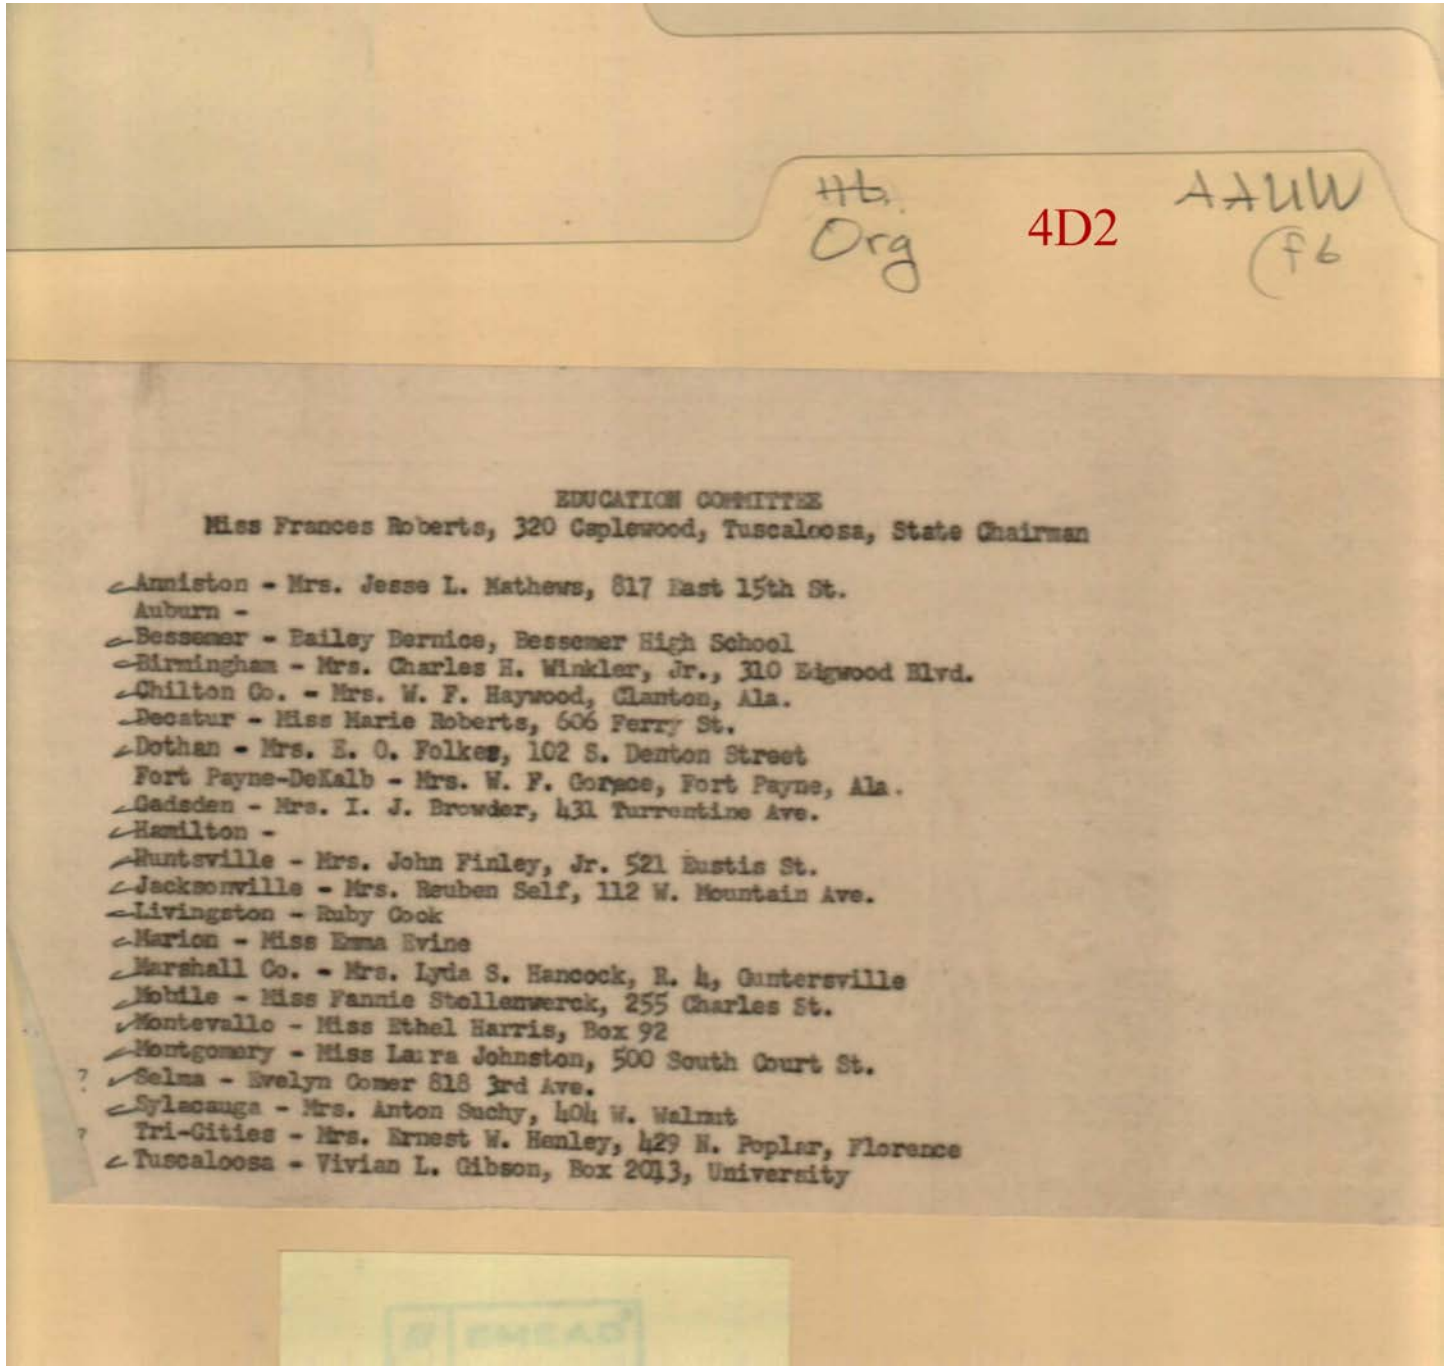 Org 4D2 AAUW
EDUCATION COMMITTEE
Miss Frances Roberts, 320 Caplewood, Tuscaloosa, State Chairman
Anniston - Mrs. Jesse L. Mathews, 817 East 15th St.
Auburn -
Bessemer - Bailey Bernice, Bessemer High School
Birmingham - Mrs. Charles H. Winkler, Jr., 310 Edgwood Blvd.
Chilton Co. - Mrs. W. F. Haywood, Clanton, Ala.
Decatur - Miss Marie Roberts, 606 Ferry St.
Dothan - Mrs. E. O. Folkes, 102 S. Denton Street
Fort Payne-DeKalb - Mrs. W. F. Fort Payne, Ala.
Gadsden - Mrs. I. J. Browder, 431 Turrentine Ave.
Hamilton -
Huntsville - Mrs. John Finley, Jr. 521 Eustis St.
Jacksonville - Mrs. Reuben Self, 112 W. Mountain Ave.
Livingston - Ruby Cook
Marion - Miss Emma Evine
Marshall Co. - Mrs. Lyda S. Hancock, R. 4, Guntersville
Mobile - Miss Fannie Stollenwerck, 255 Charles St.
Montevallo - Miss Ethel Harris, Box 92
Montgomery - Miss Laura Johnston, 500 South Court St.
? Selma - Evelyn Comer 818 3rd Ave.
Sylacauga - Mrs. Anton Suchy, 404 W. Walnut
? Tri-Cities - Mrs. Ernest W. Henley, 429 N. Poplar, Florence
Tuscaloosa - Vivian L. Gibson, Box 2013, University